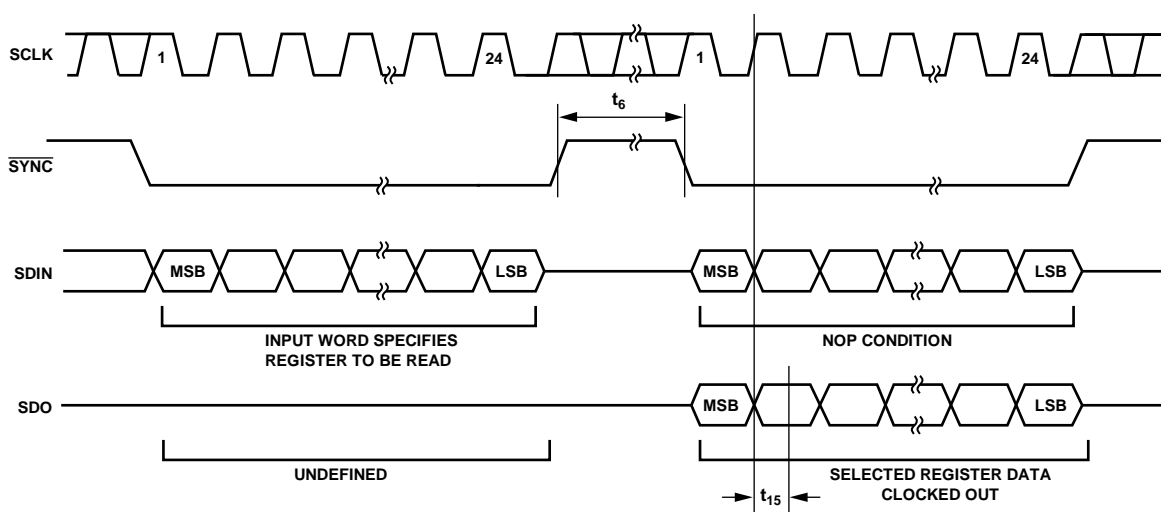 SCLK
1
24
1
24
t6
SYNC
SDIN
MSB
LSB
MSB
LSB
INPUT WORD SPECIFIES
REGISTER TO BE READ
NOP CONDITION
SDO
MSB
LSB
UNDEFINED
SELECTED REGISTER DATA
CLOCKED OUT
t15